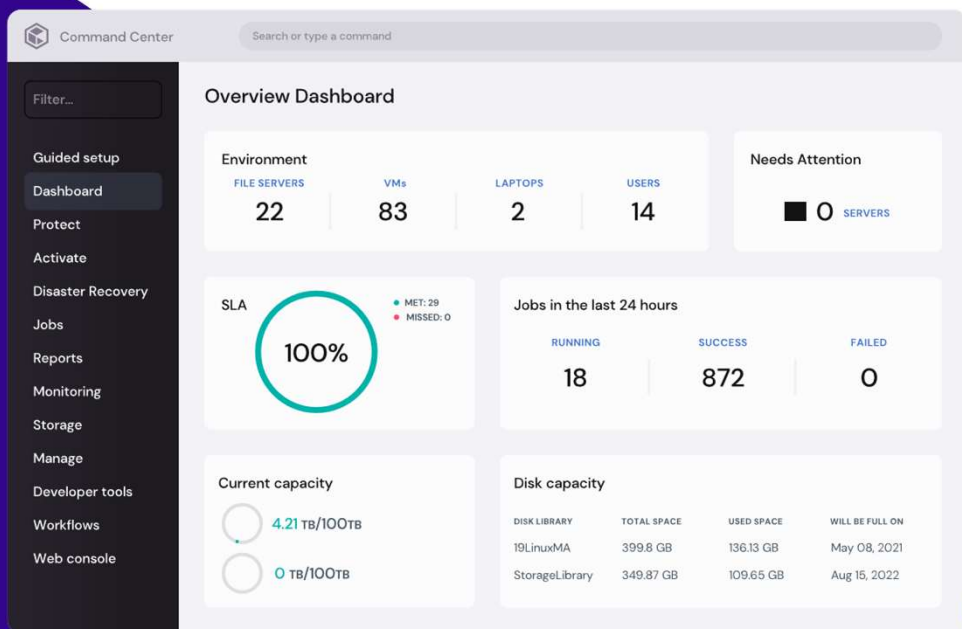 Command Center
Search or type a command
Filter...
Guided setup
Dashboard
Protect
Activate
Disaster Recovery
Jobs
Reports
Monitoring
Storage
Manage
Developer tools
Workflows
Web console
Overview Dashboard
Environment
FILE SERVERS VMs LAPTOPS USERS
22 83 2 14
Needs Attention
0 SERVERS
SLA
100%
MET: 29
MISSED: 0
Jobs in the last 24 hours
RUNNING SUCCESS FAILED
18 872 0
Current capacity
4.21 TB/100TB
0 TB/100TB
Disk capacity
DISK LIBRARY TOTAL SPACE USED SPACE WILL BE FULL ON
19LinuxMA 399.8 GB 136.13 GB May 08, 2021
StorageLibrary 349.87 GB 109.65 GB Aug 15, 2022